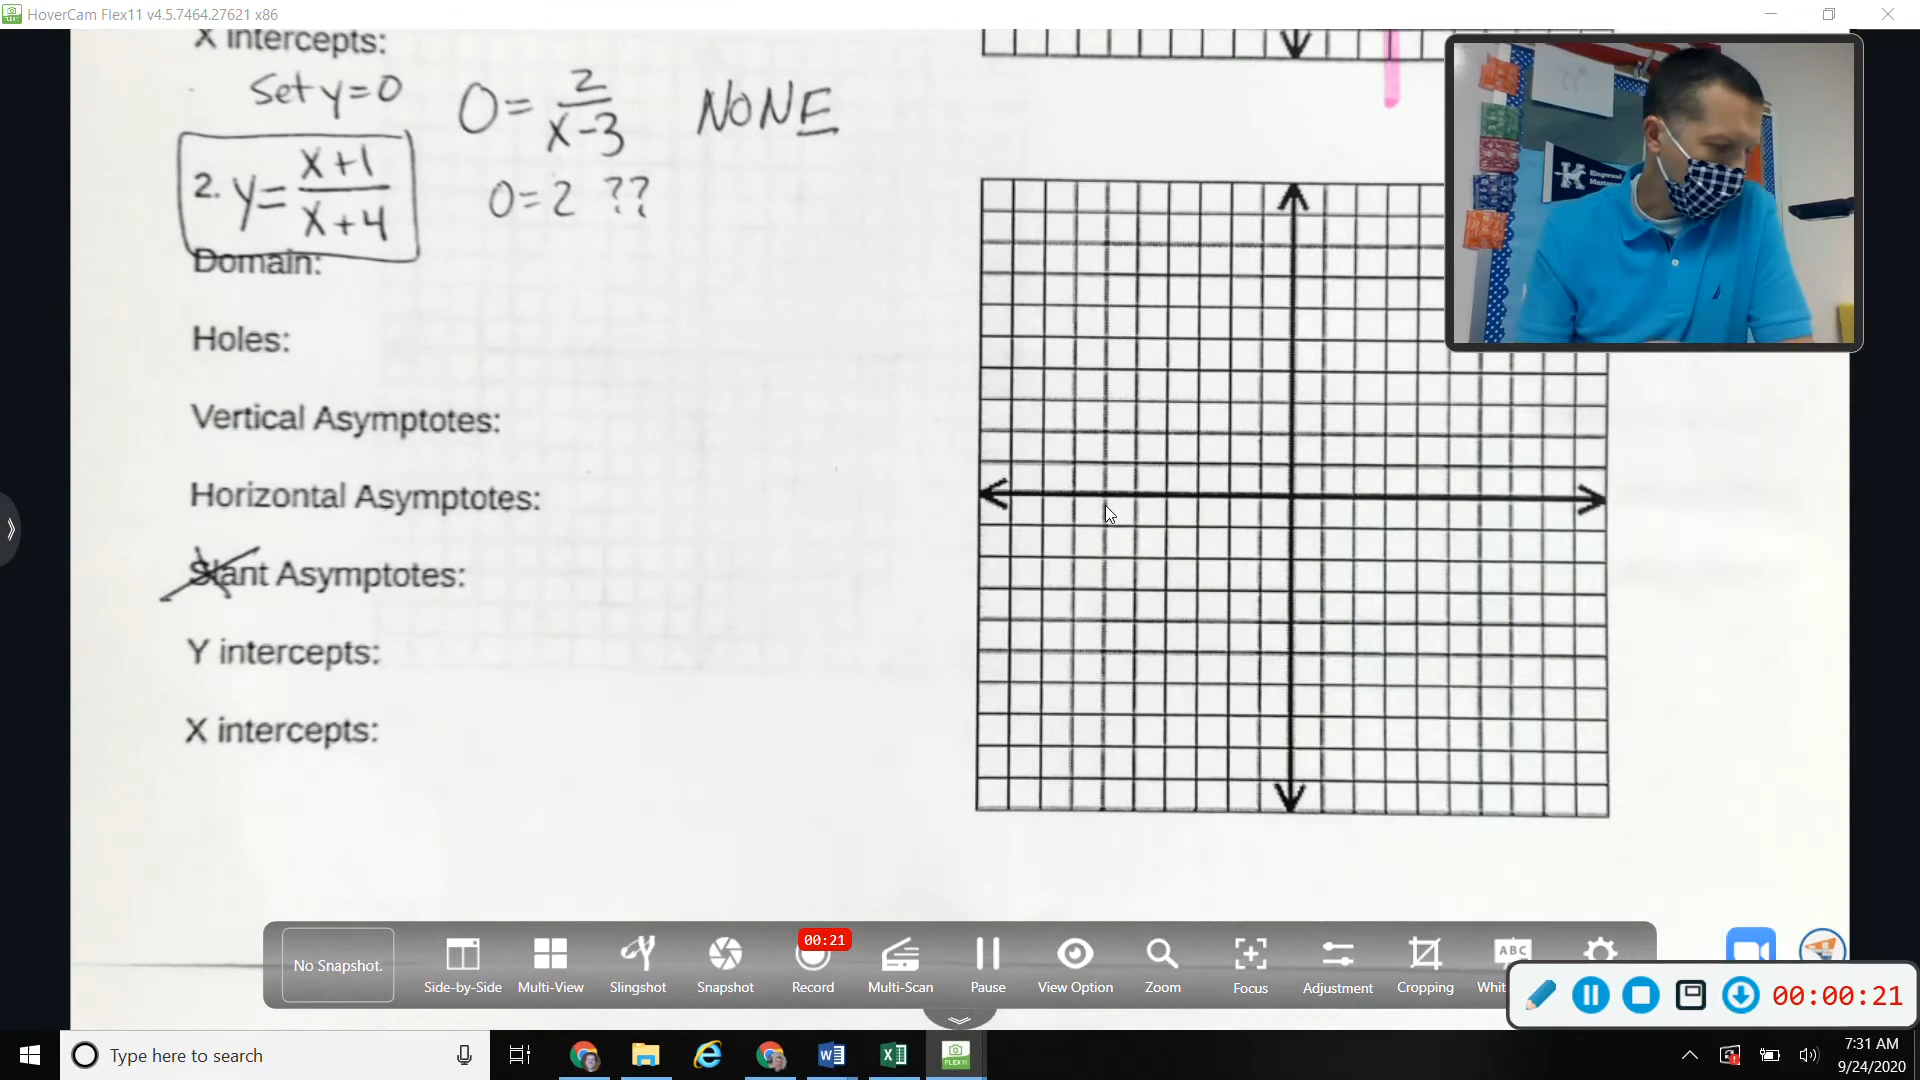 HoverCam Flex11 v4.5.7464.27621 x86
X intercepts:
Set y=0
0 = 2/(x-3)
NONE
0=2 ??
2. y= (x+1)/(x+4)
Kingwood
Domain:
Holes:
Vertical Asymptotes:
Horizontal Asymptotes:
Slant Asymptotes:
Y intercepts:
X intercepts:
No Snapshot.
00:21
ABC
Side-by-Side Multi-View Slingshot Snapshot Record Multi-Scan Pause View Option Zoom Focus Adjustment Cropping Whit
00:00:21
Type here to search
FLEX11
7:31 AM
9/24/2020